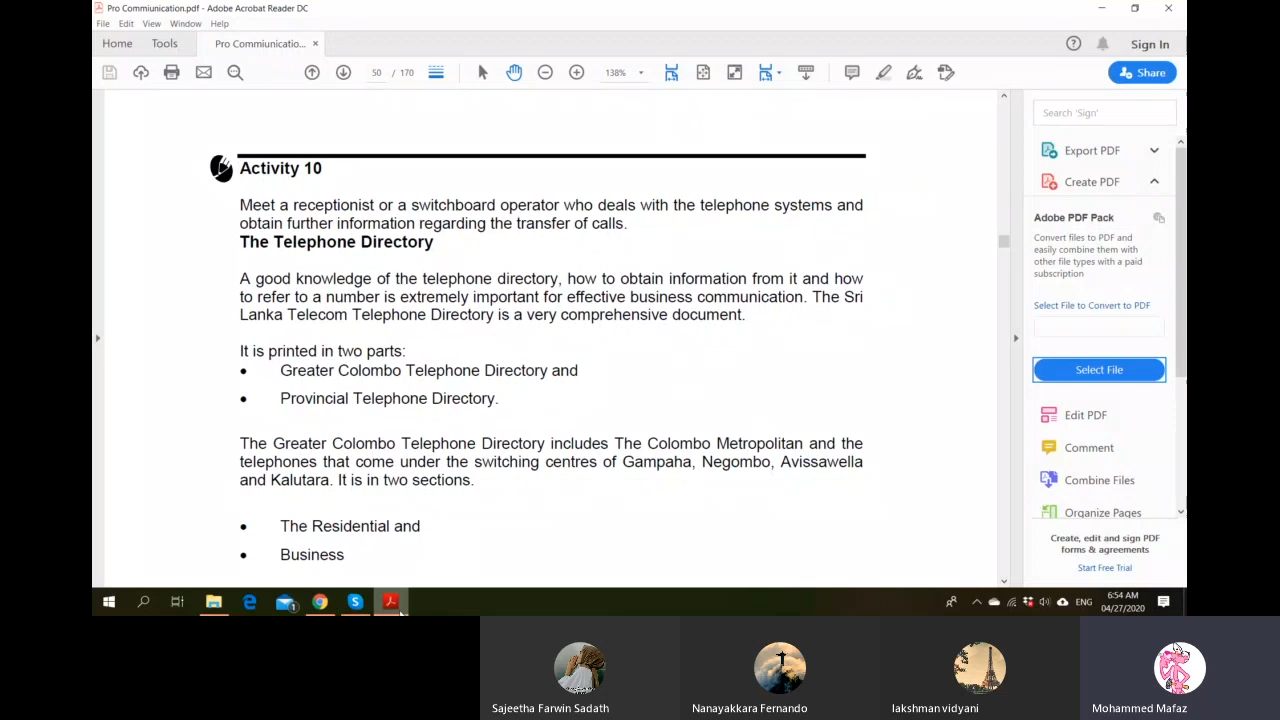 Pro Commiunication.pdf - Adobe Acrobat Reader DC
File Edit View Window Help
Home Tools Pro Commiunicatio... ×
Sign In
50 / 170 138% Share
Activity 10
Meet a receptionist or a switchboard operator who deals with the telephone systems and
obtain further information regarding the transfer of calls.
The Telephone Directory
A good knowledge of the telephone directory, how to obtain information from it and how
to refer to a number is extremely important for effective business communication. The Sri
Lanka Telecom Telephone Directory is a very comprehensive document.
It is printed in two parts:
• Greater Colombo Telephone Directory and
• Provincial Telephone Directory.
The Greater Colombo Telephone Directory includes The Colombo Metropolitan and the
telephones that come under the switching centres of Gampaha, Negombo, Avissawella
and Kalutara. It is in two sections.
• The Residential and
• Business
Search 'Sign'
Export PDF
Create PDF
Adobe PDF Pack
Convert files to PDF and
easily combine them with
other file types with a paid
subscription
Select File to Convert to PDF
Select File
Edit PDF
Comment
Combine Files
Organize Pages
Create, edit and sign PDF
forms & agreements
Start Free Trial
1
ENG
6:54 AM
04/27/2020
Sajeetha Farwin Sadath
Nanayakkara Fernando
lakshman vidyani
Mohammed Mafaz